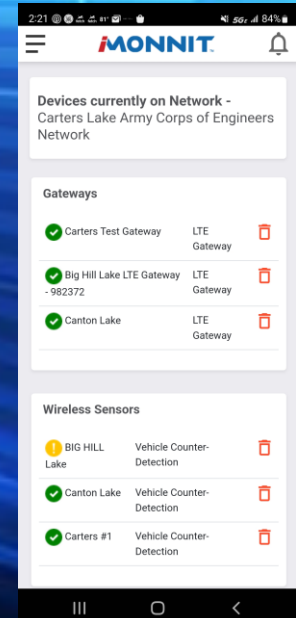 2:21
5GE 84%
iMONNIT
Devices currently on Network -
Carters Lake Army Corps of Engineers
Network
Gateways
Carters Test Gateway LTE
Gateway
Big Hill Lake LTE Gateway LTE
- 982372 Gateway
Canton Lake LTE
Gateway
Wireless Sensors
BIG HILL Vehicle Counter-
Lake Detection
Canton Lake Vehicle Counter-
Detection
Carters #1 Vehicle Counter-
Detection